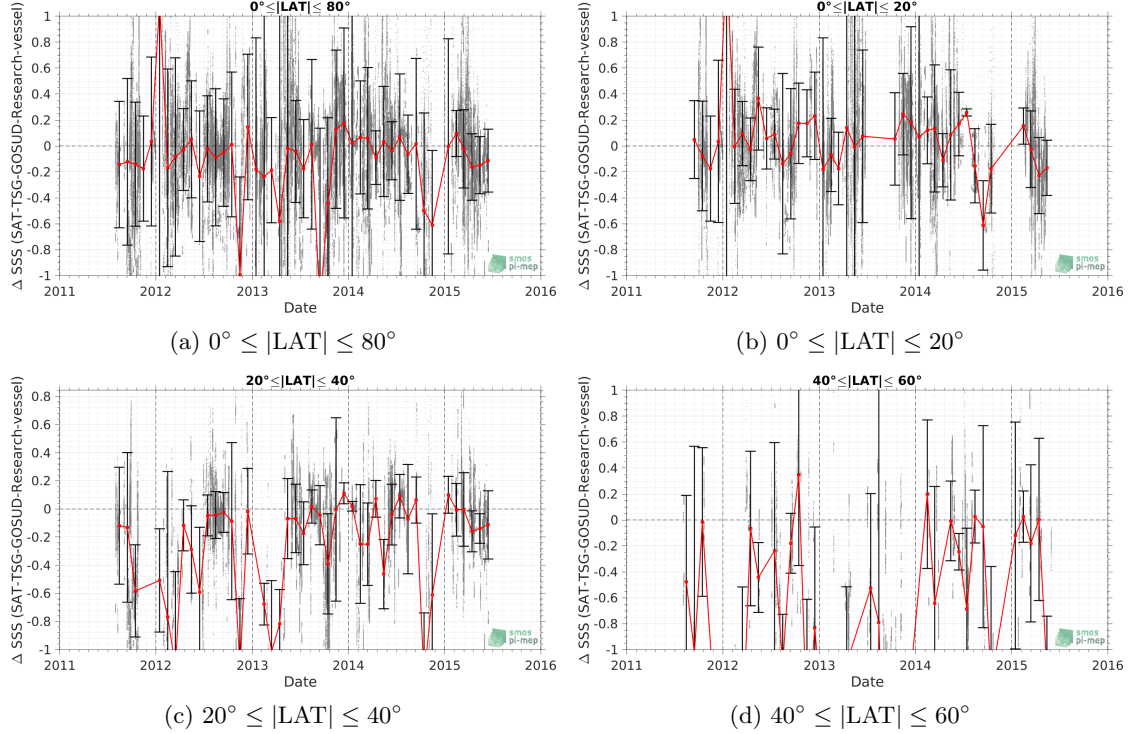 0°≤|LAT|≤ 80°
Δ SSS (SAT-TSG-GOSUD-Research-vessel)
1
0.8
0.6
0.4
0.2
0
-0.2
-0.4
-0.6
-0.8
-1
2011
2012
2013
2014
2015
2016
Date
smos
pi-mep
(a) 0° ≤ |LAT| ≤ 80°
0°≤|LAT|≤ 20°
Δ SSS (SAT-TSG-GOSUD-Research-vessel)
1
0.8
0.6
0.4
0.2
0
-0.2
-0.4
-0.6
-0.8
-1
2011
2012
2013
2014
2015
2016
Date
smos
pi-mep
(b) 0° ≤ |LAT| ≤ 20°
20°≤|LAT|≤ 40°
Δ SSS (SAT-TSG-GOSUD-Research-vessel)
0.8
0.6
0.4
0.2
0
-0.2
-0.4
-0.6
-0.8
-1
2011
2012
2013
2014
2015
2016
Date
smos
pi-mep
(c) 20° ≤ |LAT| ≤ 40°
40°≤|LAT|≤ 60°
Δ SSS (SAT-TSG-GOSUD-Research-vessel)
1
0.8
0.6
0.4
0.2
0
-0.2
-0.4
-0.6
-0.8
-1
2011
2012
2013
2014
2015
2016
Date
smos
pi-mep
(d) 40° ≤ |LAT| ≤ 60°